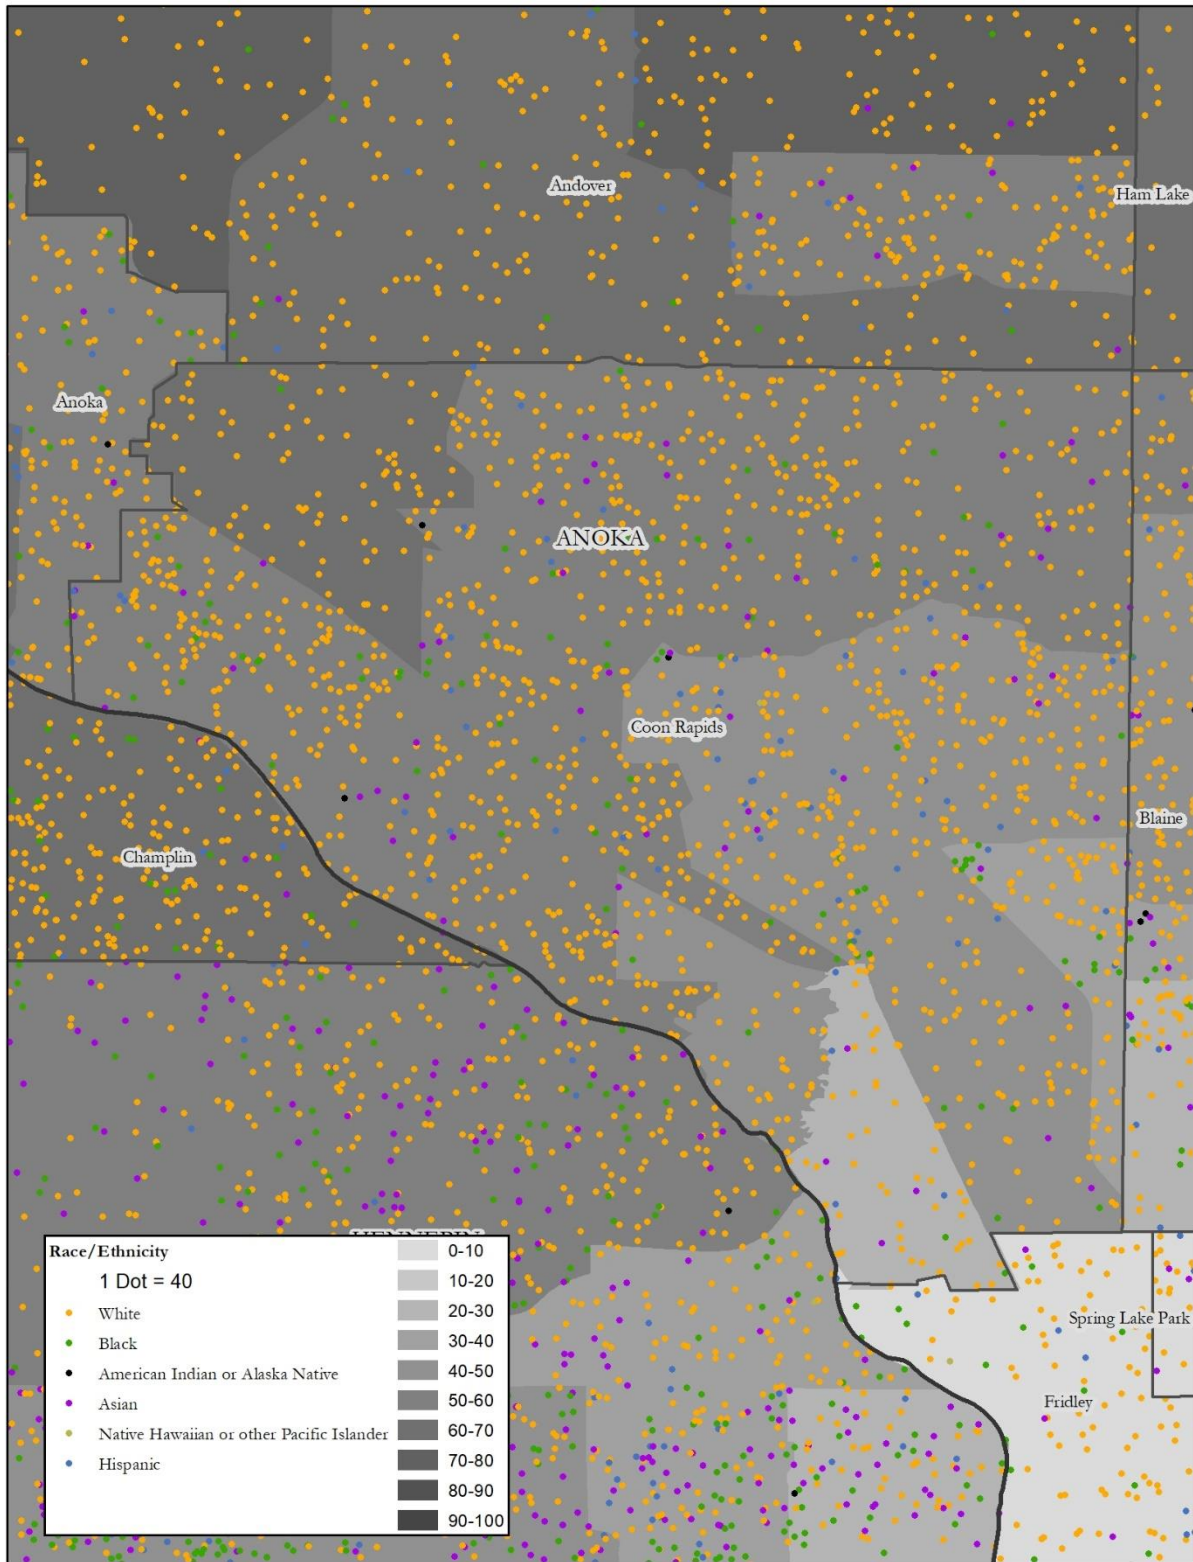 Andover
Ham Lake
Anoka
ANOKA
Coon Rapids
Blaine
Champlin
HENNEPIN
Race/Ethnicity
1 Dot = 40
White
Black
American Indian or Alaska Native
Asian
Native Hawaiian or other Pacific Islander
Hispanic
0-10
10-20
20-30
30-40
40-50
50-60
60-70
70-80
80-90
90-100
Spring Lake Park
Fridley